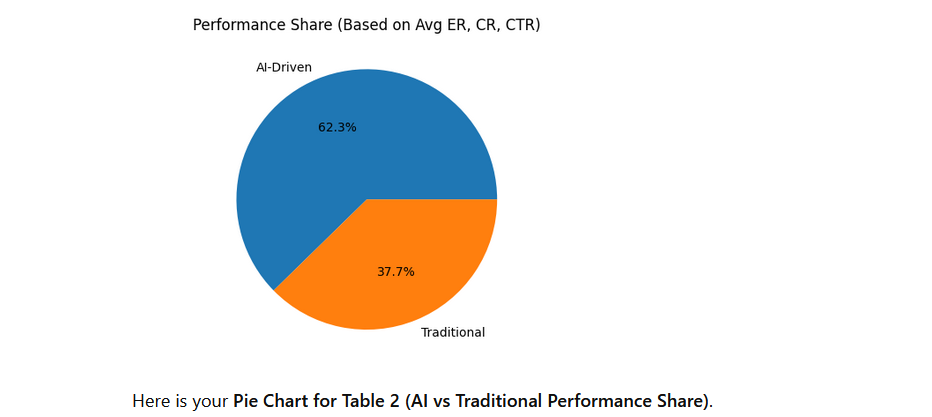 Performance Share (Based on Avg ER, CR, CTR)
AI-Driven
62.3%
37.7%
Traditional
Here is your Pie Chart for Table 2 (AI vs Traditional Performance Share).